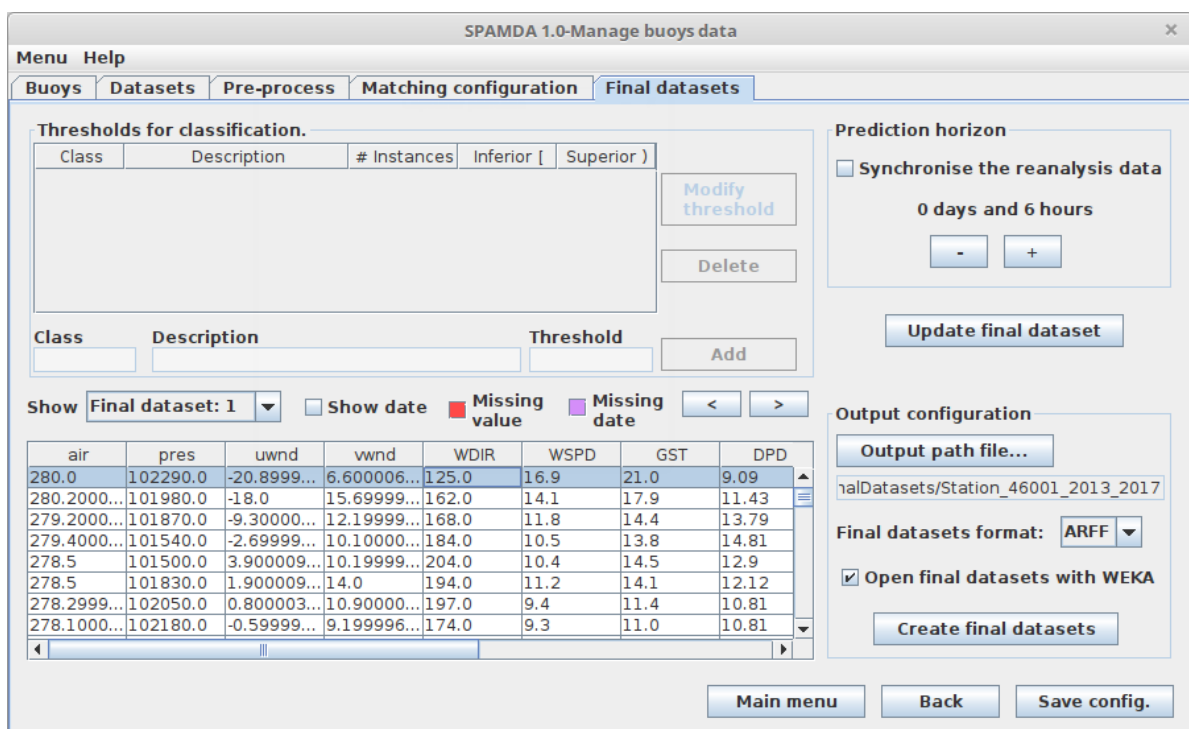 SPAMDA 1.0-Manage buoys data
×
Menu Help
Buoys Datasets Pre-process Matching configuration Final datasets
Thresholds for classification.
Class Description # Instances Inferior [ Superior )
Modify
threshold
Delete
Class Description Threshold
Add
Prediction horizon
Synchronise the reanalysis data
0 days and 6 hours
- +
Update final dataset
Show Final dataset: 1 Show date Missing
value Missing
date < >
air pres uwnd vwnd WDIR WSPD GST DPD
280.0 102290.0 -20.8999... 6.600006... 125.0 16.9 21.0 9.09
280.2000... 101980.0 -18.0 15.69999... 162.0 14.1 17.9 11.43
279.2000... 101870.0 -9.30000... 12.19999... 168.0 11.8 14.4 13.79
279.4000... 101540.0 -2.69999... 10.10000... 184.0 10.5 13.8 14.81
278.5 101500.0 3.900009... 10.19999... 204.0 10.4 14.5 12.9
278.5 101830.0 1.900009... 14.0 194.0 11.2 14.1 12.12
278.2999... 102050.0 0.800003... 10.90000... 197.0 9.4 11.4 10.81
278.1000... 102180.0 -0.59999... 9.199996... 174.0 9.3 11.0 10.81
Output configuration
Output path file...
nalDatasets/Station_46001_2013_2017
Final datasets format: ARFF
Open final datasets with WEKA
Create final datasets
Main menu Back Save config.